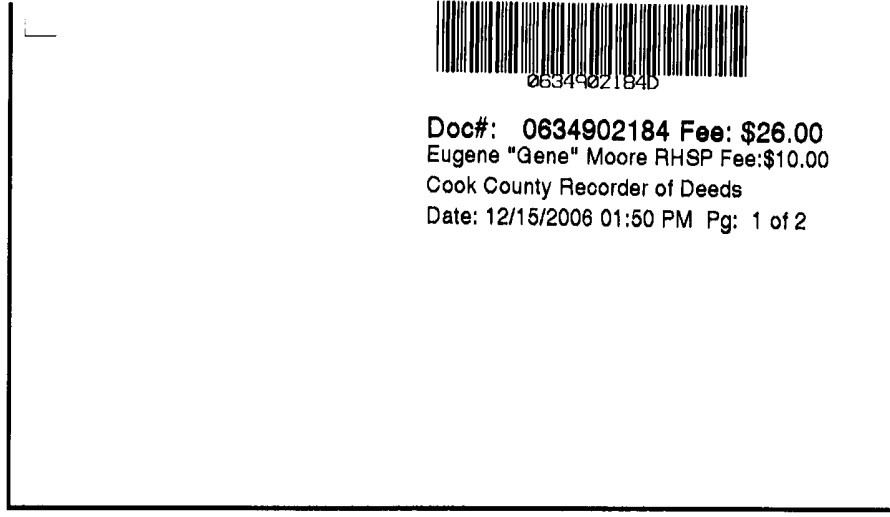 0634902184D
Doc#: 0634902184 Fee: $26.00
Eugene "Gene" Moore RHSP Fee:$10.00
Cook County Recorder of Deeds
Date: 12/15/2006 01:50 PM Pg: 1 of 2